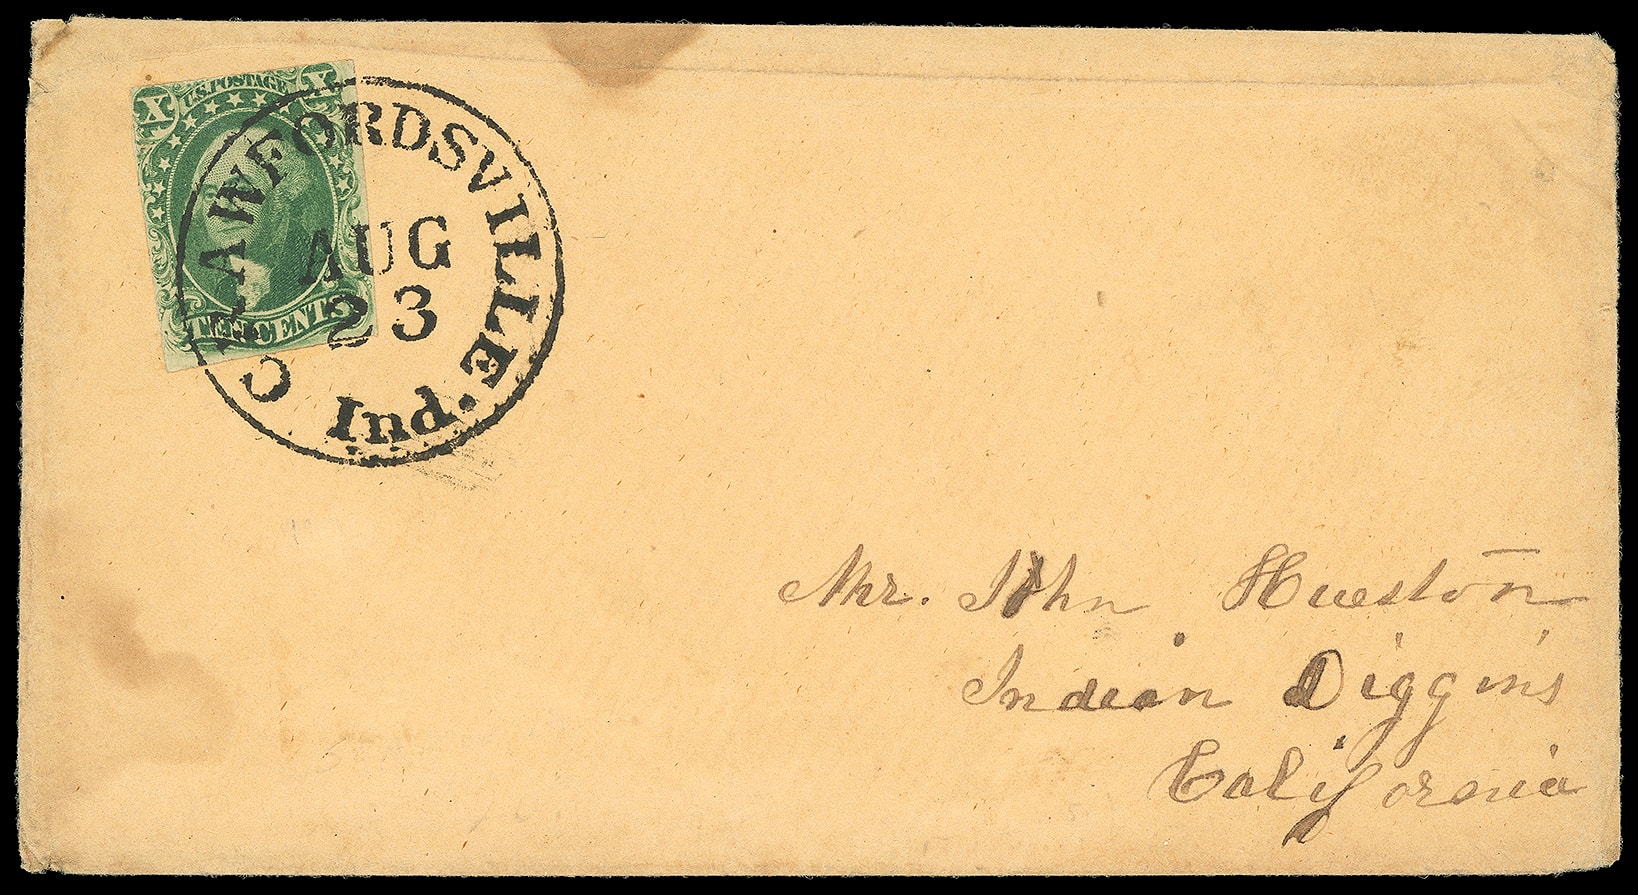 X U.S. POSTAGE X
TEN CENTS
CRAWFORDSVILLE
AUG
23
Ind.
Mr. John Hueston
Indian Diggins
California